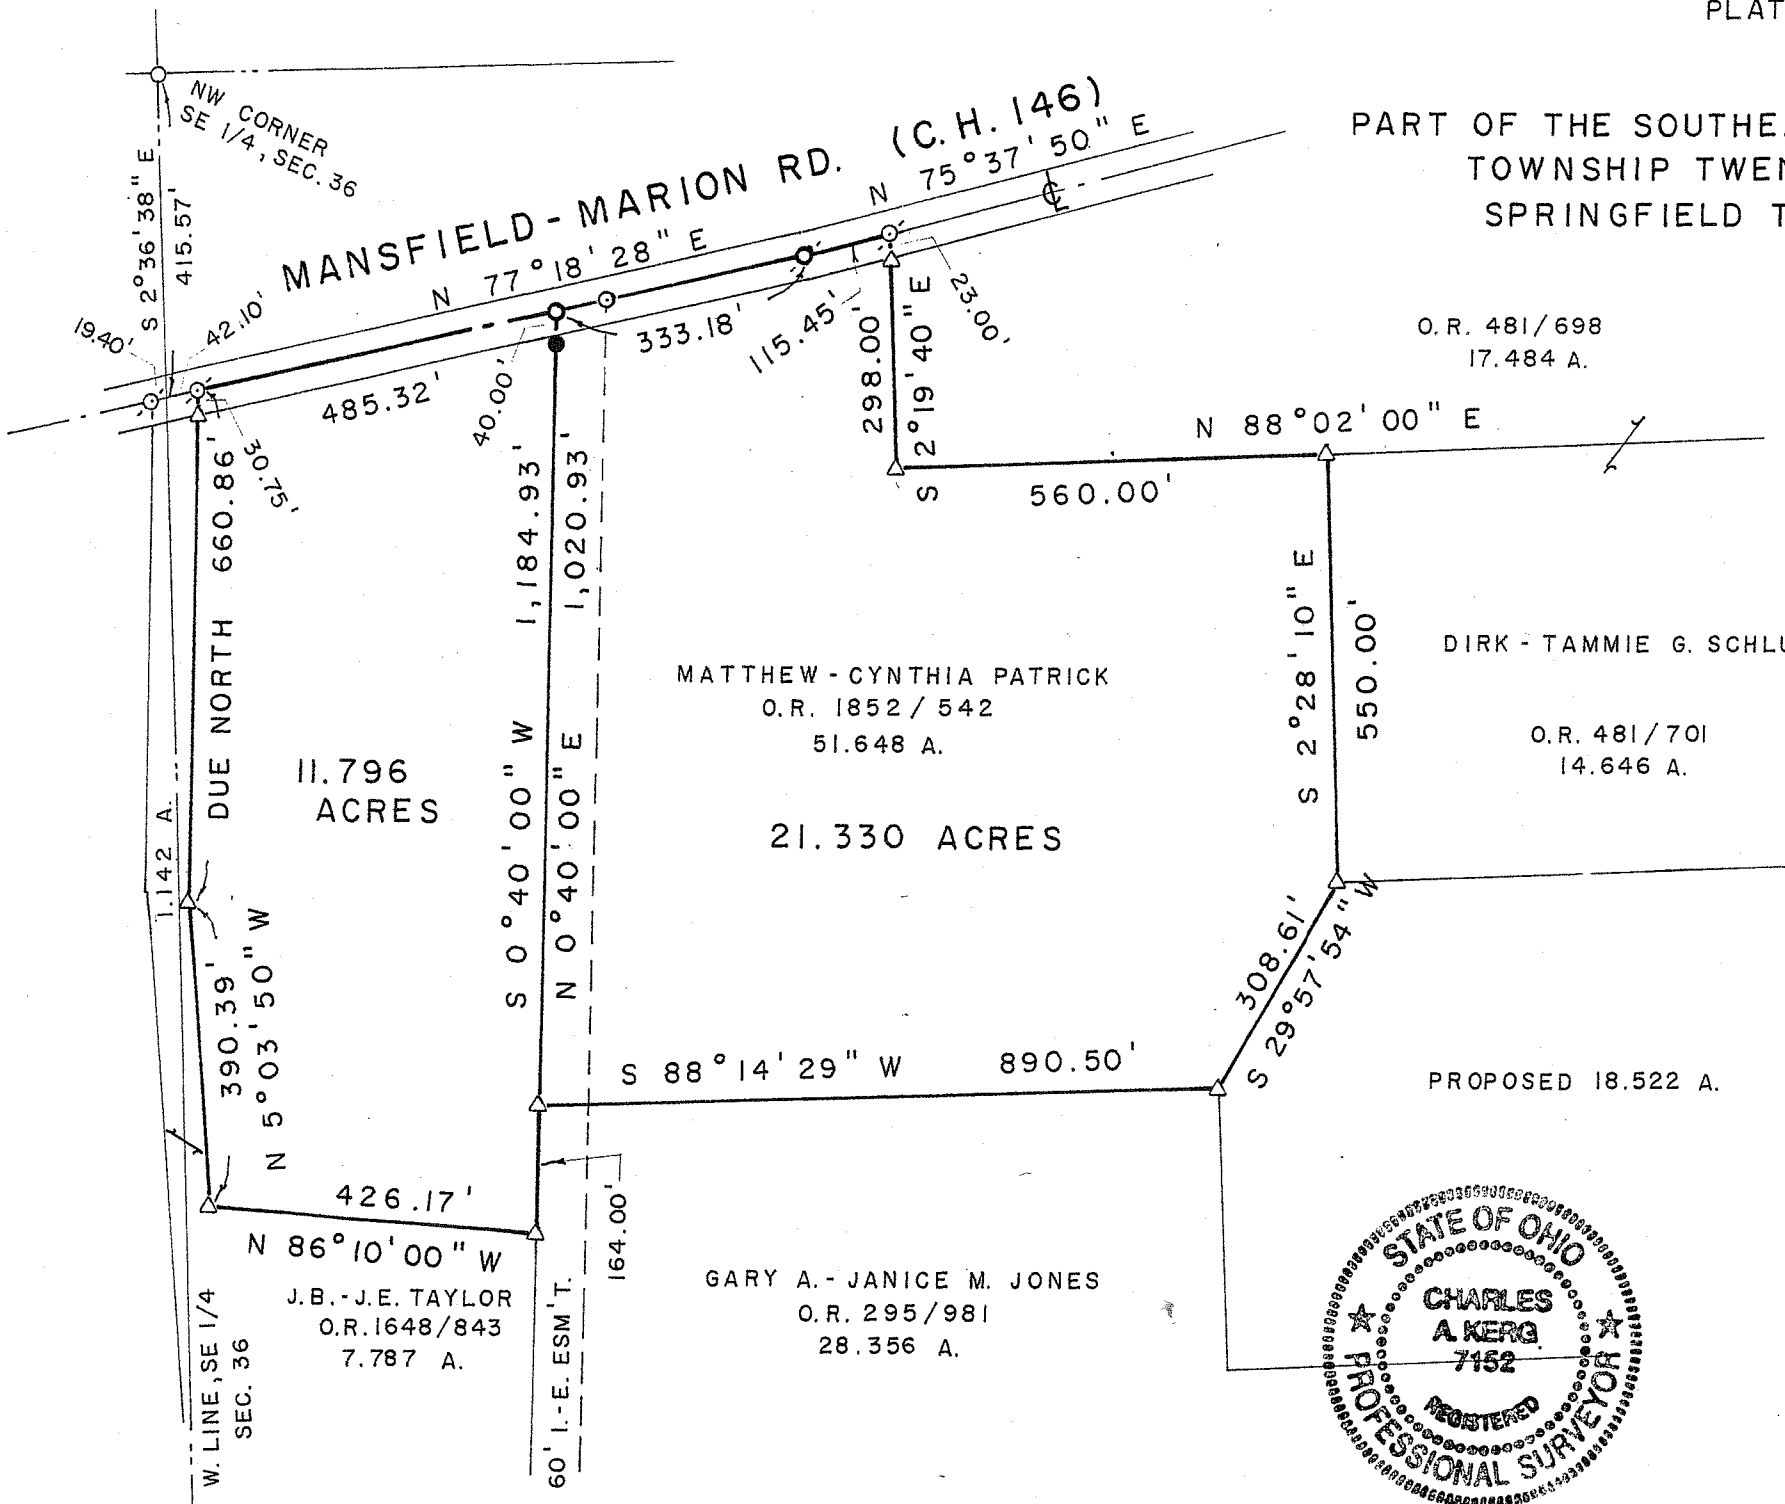 PLAT
PART OF THE SOUTHE
TOWNSHIP TWEN
SPRINGFIELD T
NW CORNER
SE 1/4, SEC. 36
S 2°36'38" E
415.57'
MANSFIELD - MARION RD. (C.H. 146)
N 75°37'50" E
N 77°18'28" E
19.40'
42.10'
30.75'
485.32'
40.00'
333.18'
115.45'
23.00'
298.00'
S 2°19'40" E
O.R. 481/698
17.484 A.
N 88°02'00" E
560.00'
DUE NORTH 660.86'
1,184.93'
S 0°40'00" W
1,020.93'
N 0°40'00" E
S 2°28'10" E
550.00'
MATTHEW - CYNTHIA PATRICK
O.R. 1852 / 542
51.648 A.
DIRK - TAMMIE G. SCHLU
O.R. 481/701
14.646 A.
11.796
ACRES
21.330 ACRES
1.142 A.
390.39'
N 5°03'50" W
308.61'
S 29°57'54" W
S 88°14'29" W 890.50'
PROPOSED 18.522 A.
426.17'
N 86°10'00" W
164.00'
J.B.-J.E. TAYLOR
O.R. 1648/843
7.787 A.
GARY A.- JANICE M. JONES
O.R. 295/981
28.356 A.
W. LINE, SE 1/4
SEC. 36
60' I.-E. ESM'T.
STATE OF OHIO
CHARLES
A. KERG
7152
REGISTERED
PROFESSIONAL SURVEYOR